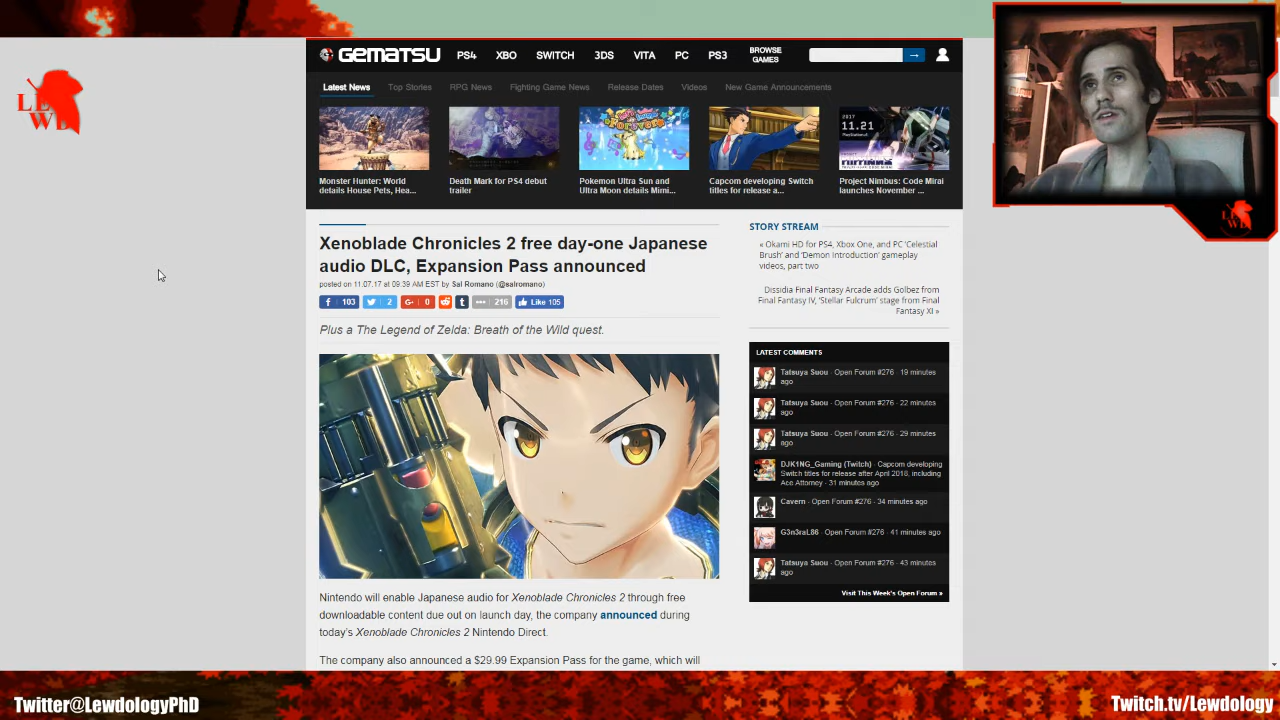 GEMATSU
PS4 XBO SWITCH 3DS VITA PC PS3 BROWSE GAMES
→
Latest News Top Stories RPG News Fighting Game News Release Dates Videos New Game Announcements
2017
11.21
Monster Hunter: World
details House Pets, Hea...
Death Mark for PS4 debut
trailer
Pokemon Ultra Sun and
Ultra Moon details Mimi...
Capcom developing Switch
titles for release a...
Project Nimbus: Code Mirai
launches November ...
LEWD
Xenoblade Chronicles 2 free day-one Japanese
audio DLC, Expansion Pass announced
posted on 11.07.17 at 09:39 AM EST by Sal Romano (@salromano)
103 2 G+ 0 216 Like 105
Plus a The Legend of Zelda: Breath of the Wild quest.
Nintendo will enable Japanese audio for Xenoblade Chronicles 2 through free
downloadable content due out on launch day, the company announced during
today's Xenoblade Chronicles 2 Nintendo Direct.
The company also announced a $29.99 Expansion Pass for the game, which will
STORY STREAM
« Okami HD for PS4, Xbox One, and PC 'Celestial
Brush' and 'Demon Introduction' gameplay
videos, part two
Dissidia Final Fantasy Arcade adds Golbez from
Final Fantasy IV, 'Stellar Fulcrum' stage from Final
Fantasy XI »
LATEST COMMENTS
Tatsuya Suou - Open Forum #276 - 19 minutes
ago
Tatsuya Suou - Open Forum #276 - 22 minutes
ago
Tatsuya Suou - Open Forum #276 - 29 minutes
ago
DJK1NG_Gaming (Twitch) - Capcom developing
Switch titles for release after April 2018, including
Ace Attorney - 31 minutes ago
Cavern - Open Forum #276 - 34 minutes ago
G3n3raL86 - Open Forum #276 - 41 minutes ago
Tatsuya Suou - Open Forum #276 - 43 minutes
ago
Visit This Week's Open Forum »
Twitter@LewdologyPhD
Twitch.tv/Lewdology